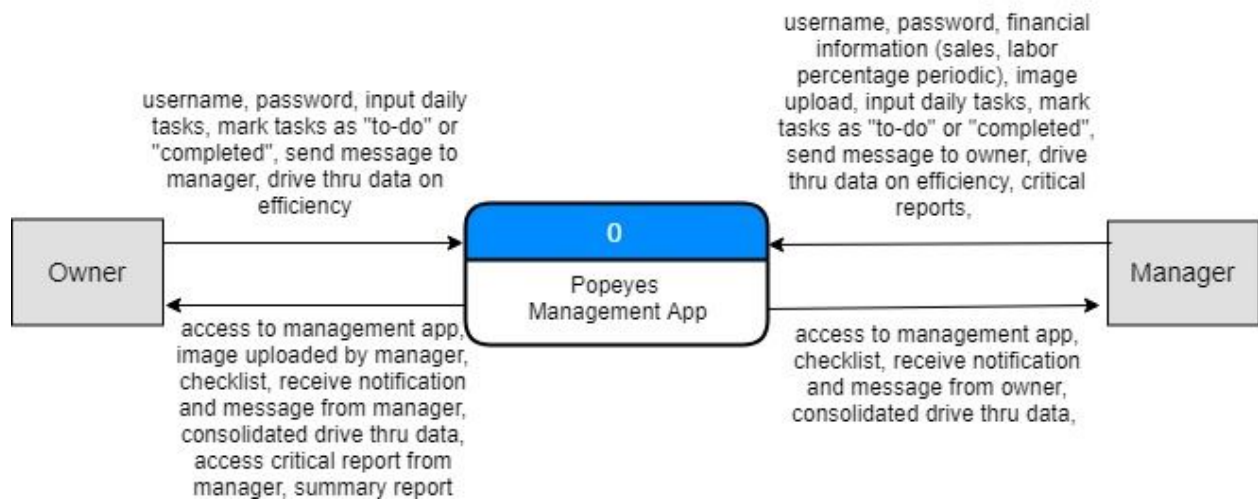 username, password, input daily
tasks, mark tasks as "to-do" or
"completed", send message to
manager, drive thru data on
efficiency
username, password, financial
information (sales, labor
percentage periodic), image
upload, input daily tasks, mark
tasks as "to-do" or "completed",
send message to owner, drive
thru data on efficiency, critical
reports,
Owner
0
Popeyes
Management App
Manager
access to management app,
image uploaded by manager,
checklist, receive notification
and message from manager,
consolidated drive thru data,
access critical report from
manager, summary report
access to management app,
checklist, receive notification
and message from owner,
consolidated drive thru data,